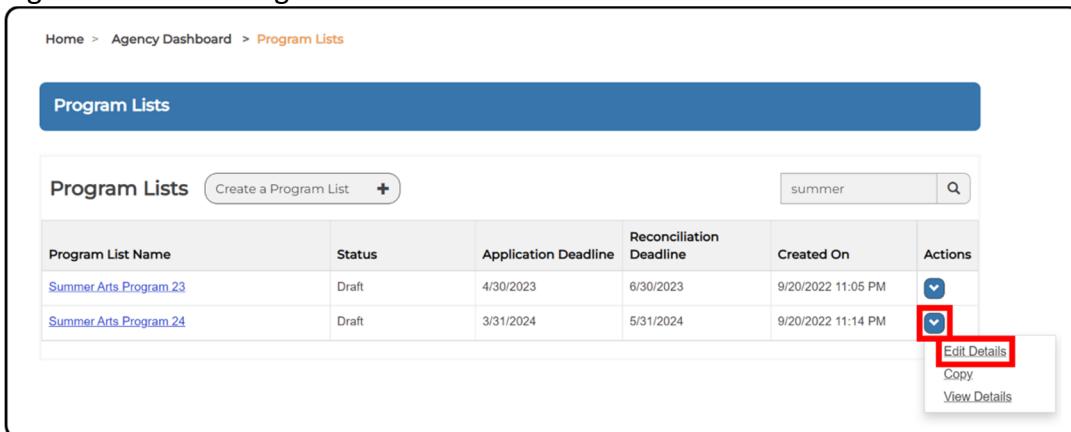 Home > Agency Dashboard > Program Lists
Program Lists
Program Lists Create a Program List +
summer
Program List Name Status Application Deadline Reconciliation Deadline Created On Actions
Summer Arts Program 23 Draft 4/30/2023 6/30/2023 9/20/2022 11:05 PM
Summer Arts Program 24 Draft 3/31/2024 5/31/2024 9/20/2022 11:14 PM
Edit Details
Copy
View Details